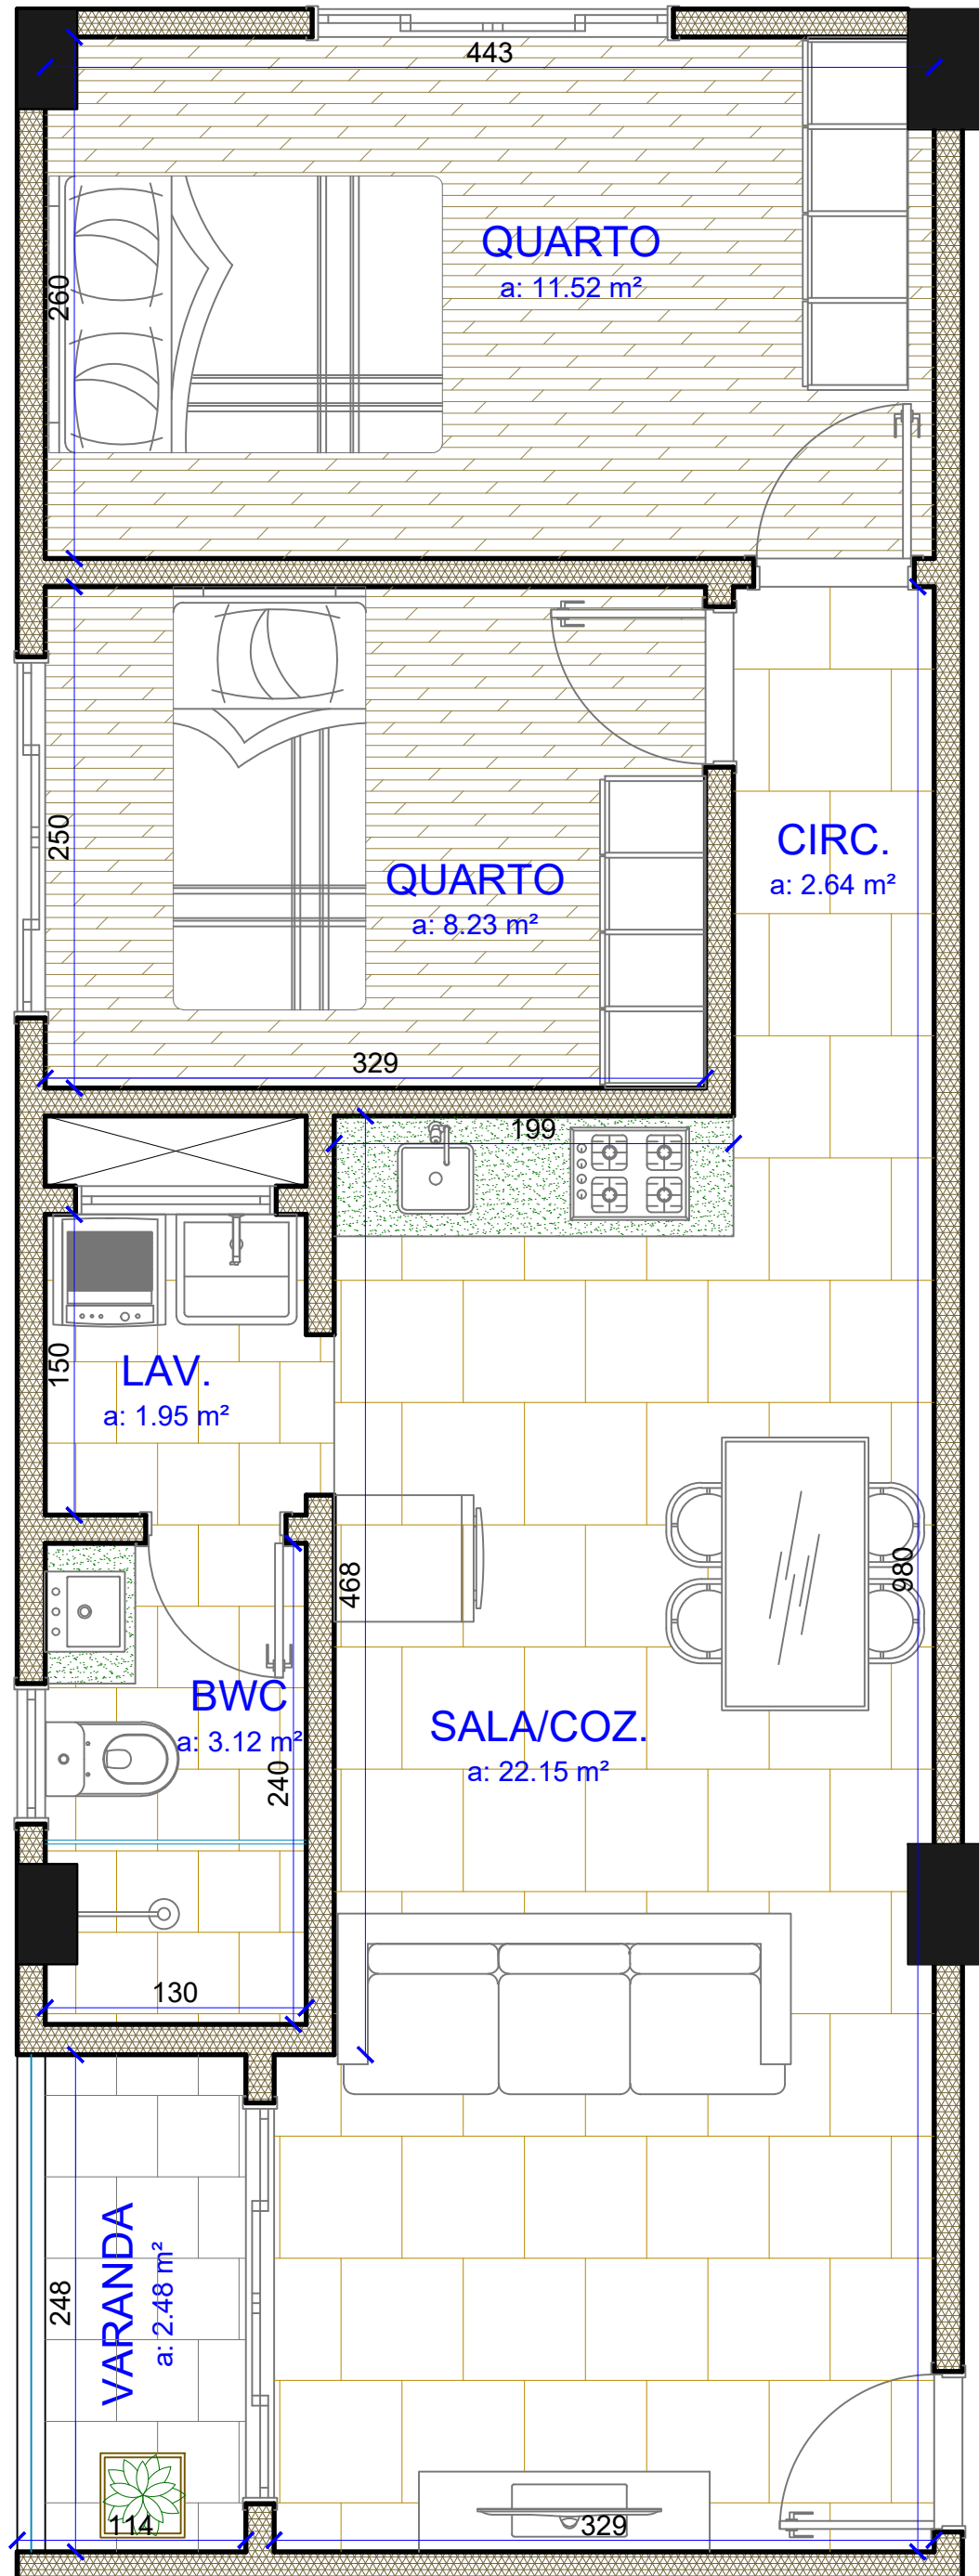 443
QUARTO
a: 11.52 m²
260
250
CIRC.
a: 2.64 m²
QUARTO
a: 8.23 m²
329
199
150
LAV.
a: 1.95 m²
468
980
BWC
a: 3.12 m²
240
SALA/COZ.
a: 22.15 m²
130
248
VARANDA
a: 2.48 m²
114
329